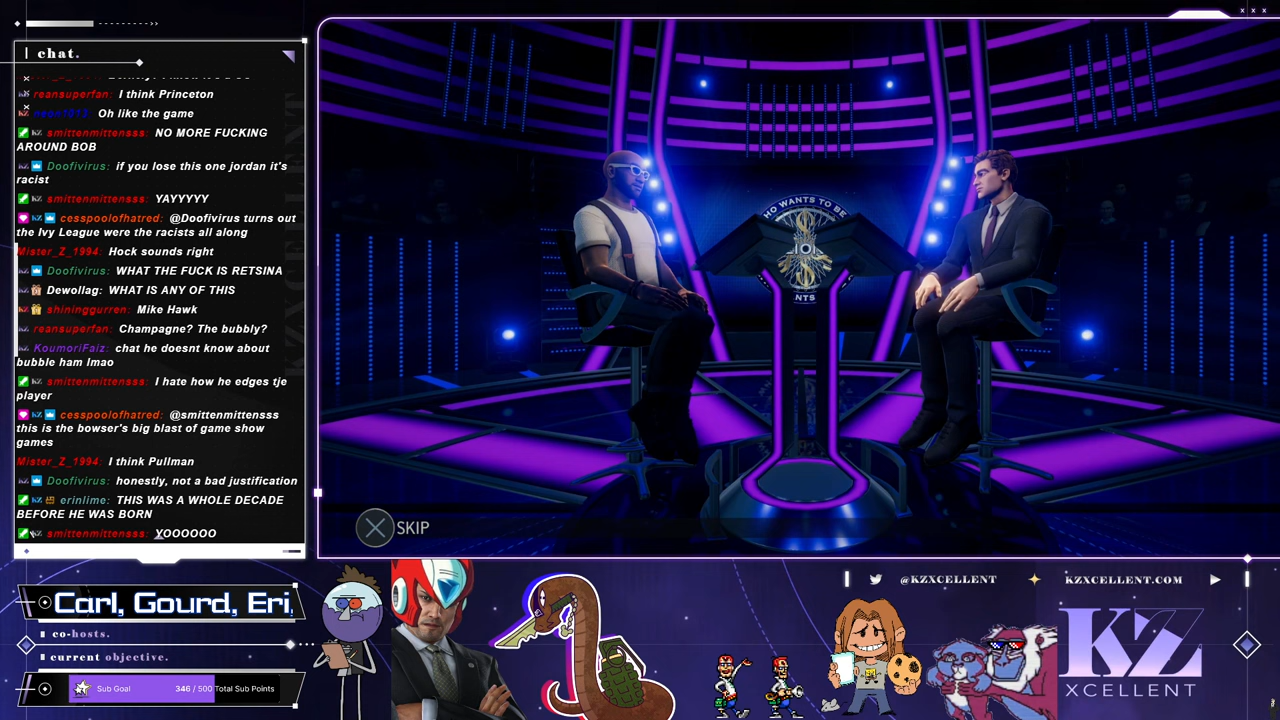 chat.
reansuperfan: I think Princeton
Oh like the game
smittenmittensss: NO MORE FUCKING
AROUND BOB
Doofivirus: if you lose this one jordan it's
racist
smittenmittensss: YAYYYYY
cesspoolofhatred: @Doofivirus turns out
the Ivy League were the racists all along
Mister_Z_1994: Hock sounds right
Doofivirus: WHAT THE FUCK IS RETSINA
Dewollag: WHAT IS ANY OF THIS
shininggurren: Mike Hawk
reansuperfan: Champagne? The bubbly?
KoumoriFaiz: chat he doesnt know about
bubble ham lmao
smittenmittensss: I hate how he edges tje
player
cesspoolofhatred: @smittenmittensss
this is the bowser's big blast of game show
games
Mister_Z_1994: I think Pullman
Doofivirus: honestly, not a bad justification
erinlime: THIS WAS A WHOLE DECADE
BEFORE HE WAS BORN
smittenmittensss: YOOOOOO
HO WANTS TO BE
NTS
SKIP
Carl, Gourd, Eri,
co-hosts.
current objective.
Sub Goal 346 / 500 Total Sub Points
@KZXCELLENT
KZXCELLENT.COM
KZ
XCELLENT